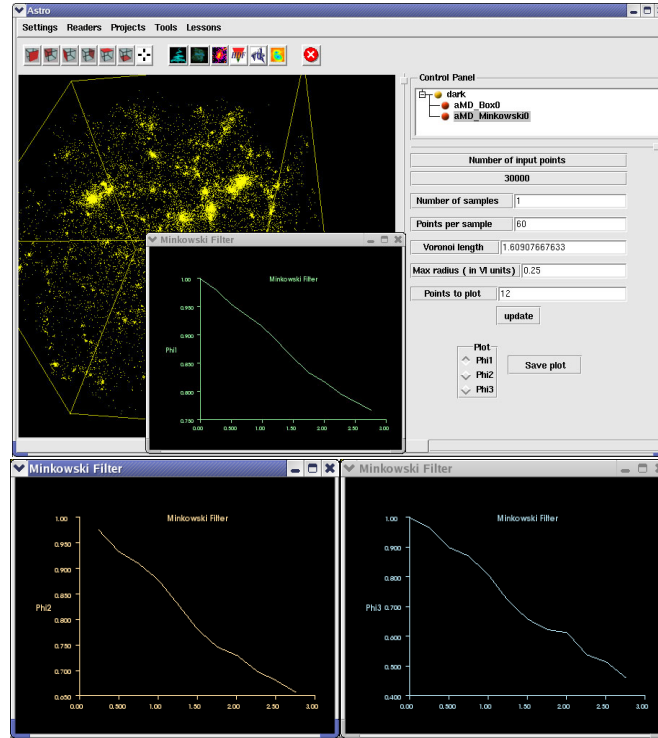 Astro
Settings Readers Projects Tools Lessons
Control Panel
dark
aMD_Box0
aMD_Minkowski0
Number of input points
30000
Number of samples 1
Points per sample 60
Voronoi length 1.60907667633
Max radius ( in Vl units) 0.25
Points to plot 12
update
Plot
Phi1
Phi2
Phi3
Save plot
Minkowski Filter
Minkowski Filter
1.00
0.950
0.900
0.850
0.800
0.750
Phi1
0.00 0.500 1.00 1.50 2.00 2.50 3.00
Minkowski Filter
Minkowski Filter
1.00
0.950
0.900
0.850
0.800
0.750
0.700
0.650
Phi2
0.00 0.500 1.00 1.50 2.00 2.50 3.00
Minkowski Filter
Minkowski Filter
1.00
0.900
0.800
0.700
0.600
0.500
0.400
Phi3
0.00 0.500 1.00 1.50 2.00 2.50 3.00